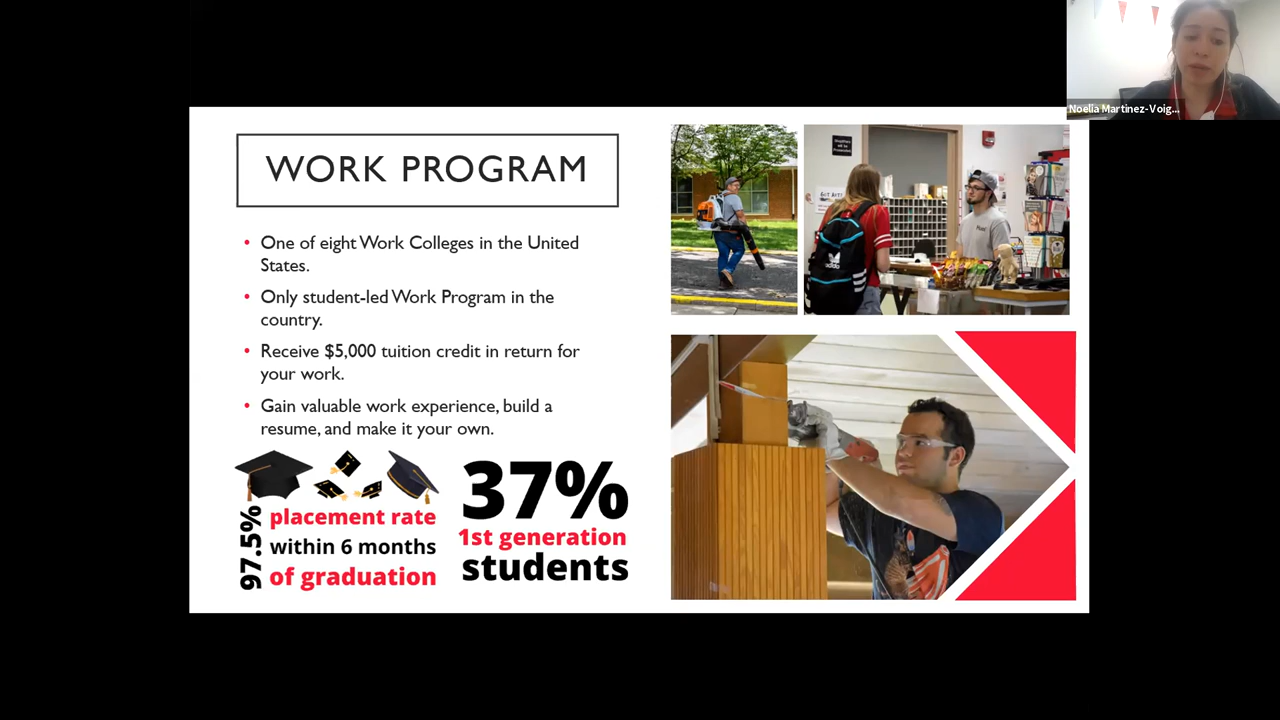 Noelia Martinez-Voig...
WORK PROGRAM
• One of eight Work Colleges in the United
States.
• Only student-led Work Program in the
country.
• Receive $5,000 tuition credit in return for
your work.
• Gain valuable work experience, build a
resume, and make it your own.
97.5%
placement rate
within 6 months
of graduation
37%
1st generation
students
adidas